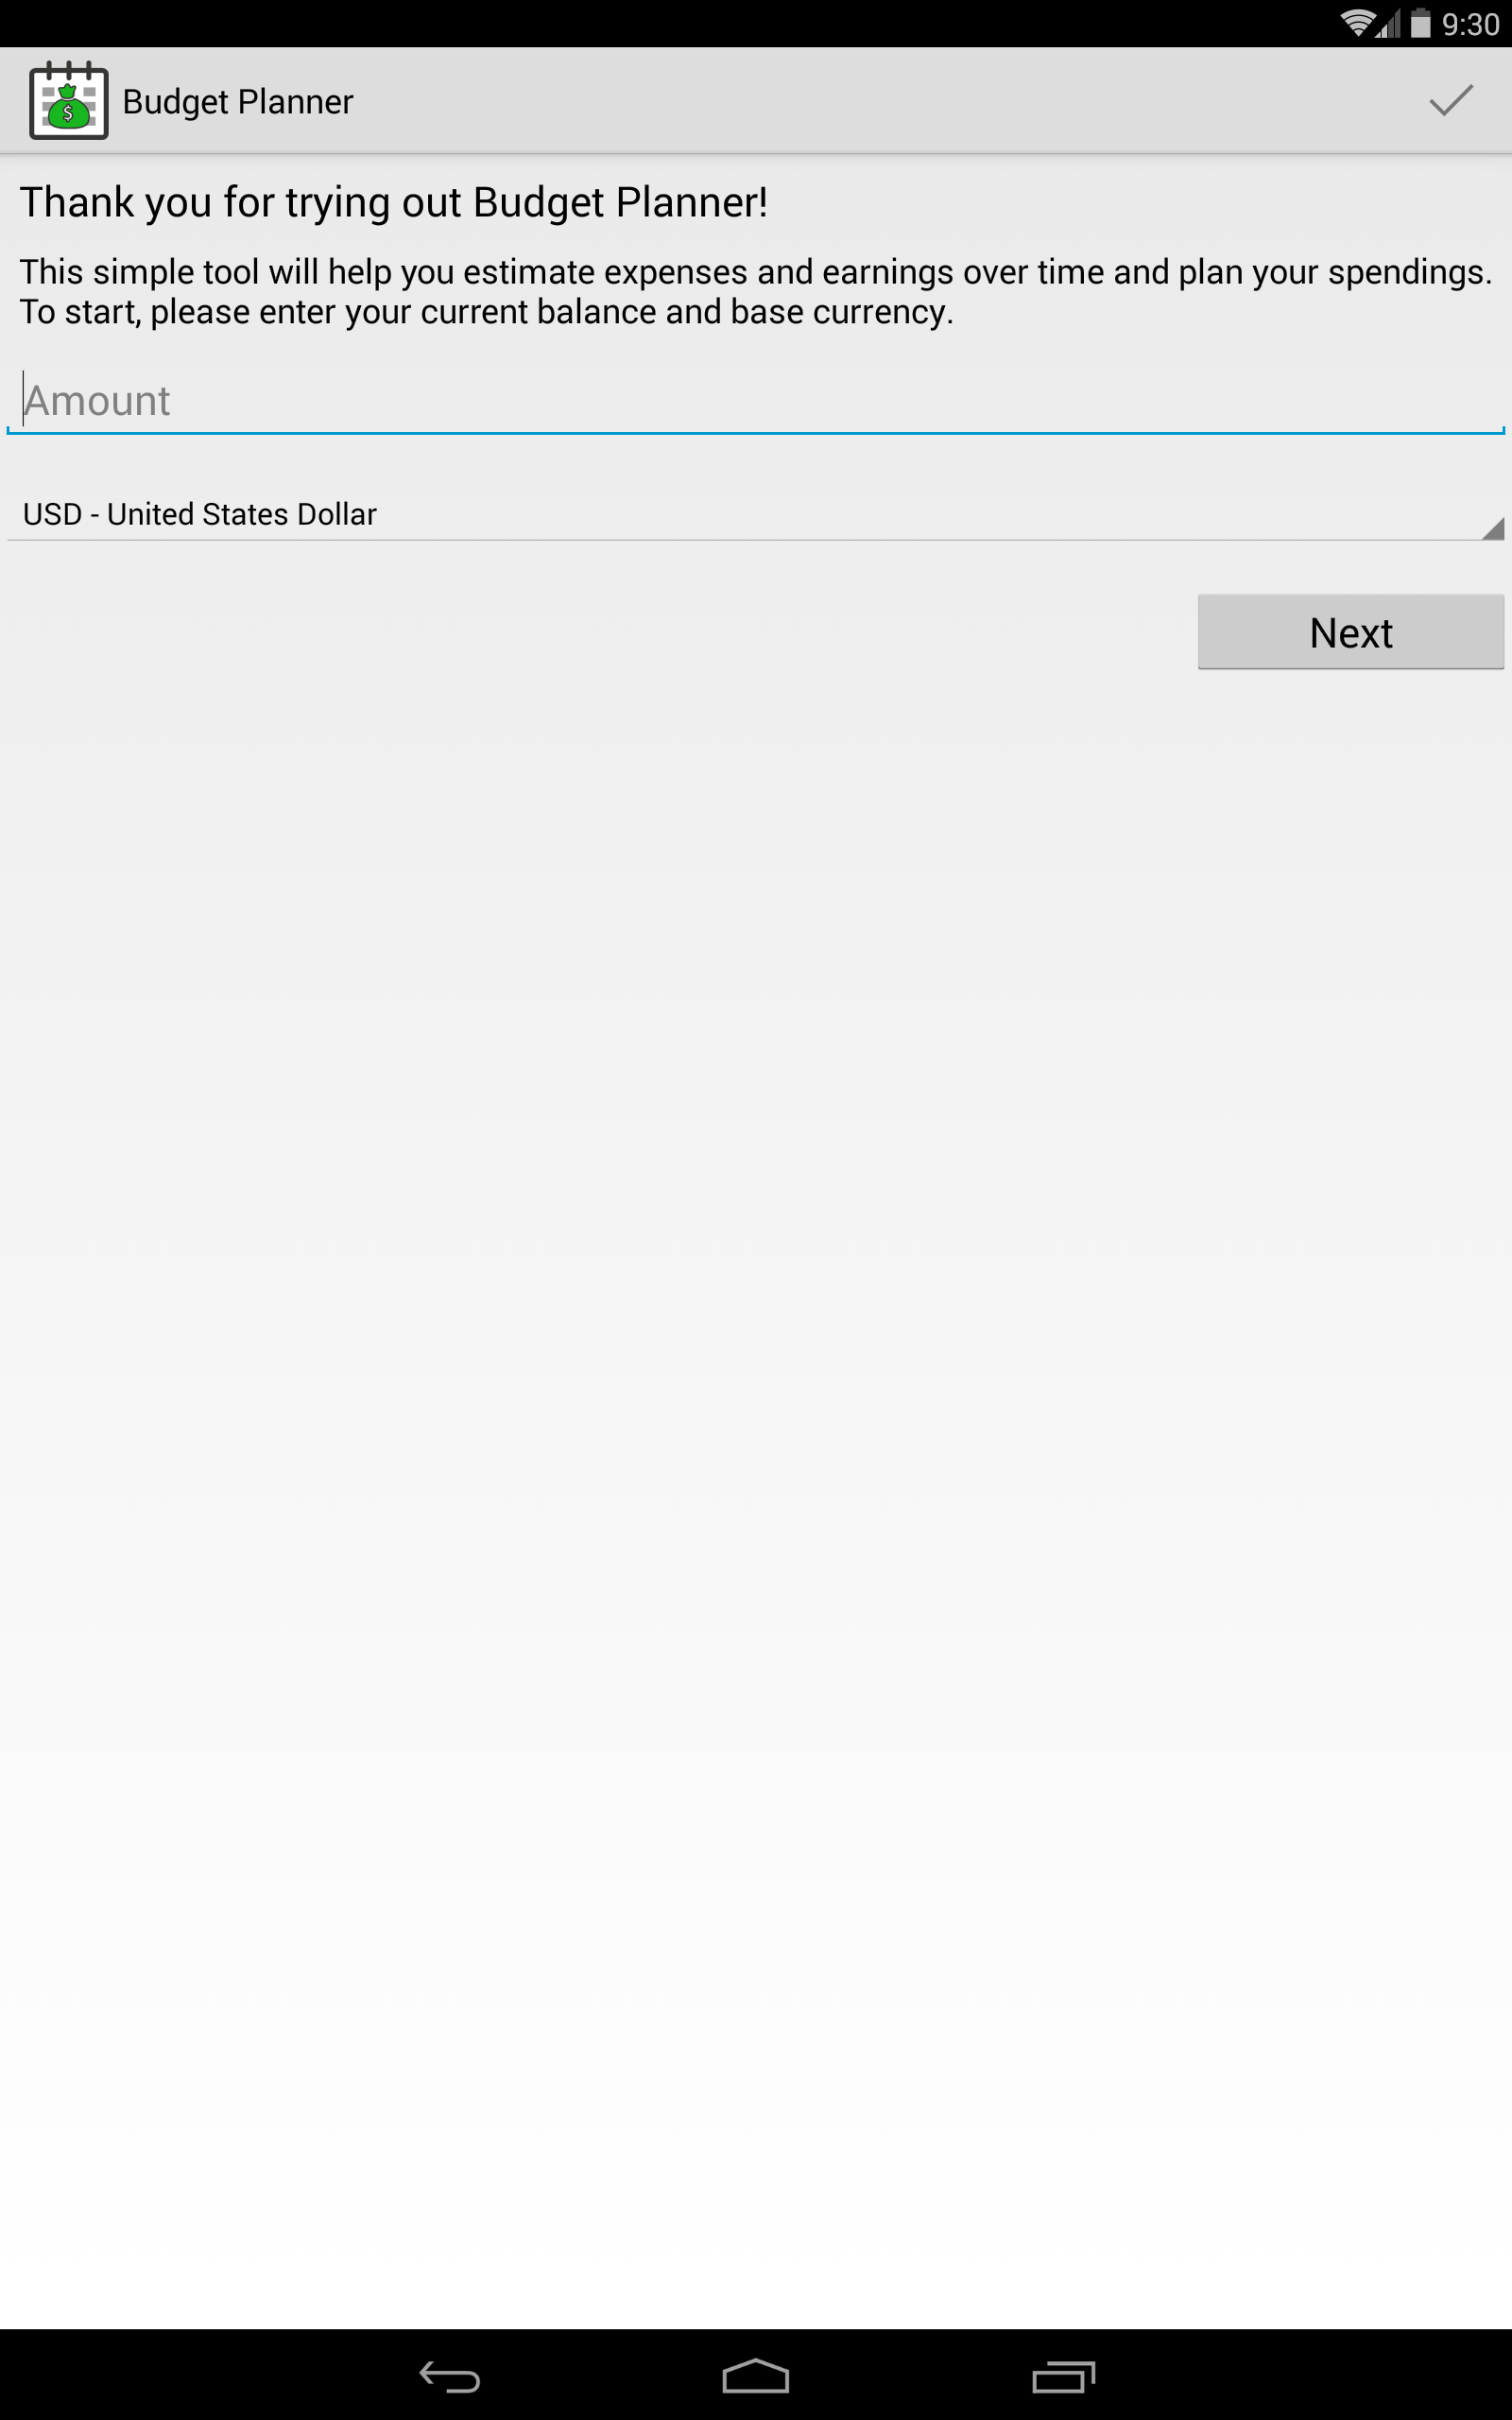 9:30
$
Budget Planner
Thank you for trying out Budget Planner!
This simple tool will help you estimate expenses and earnings over time and plan your spendings.
To start, please enter your current balance and base currency.
Amount
USD - United States Dollar
Next